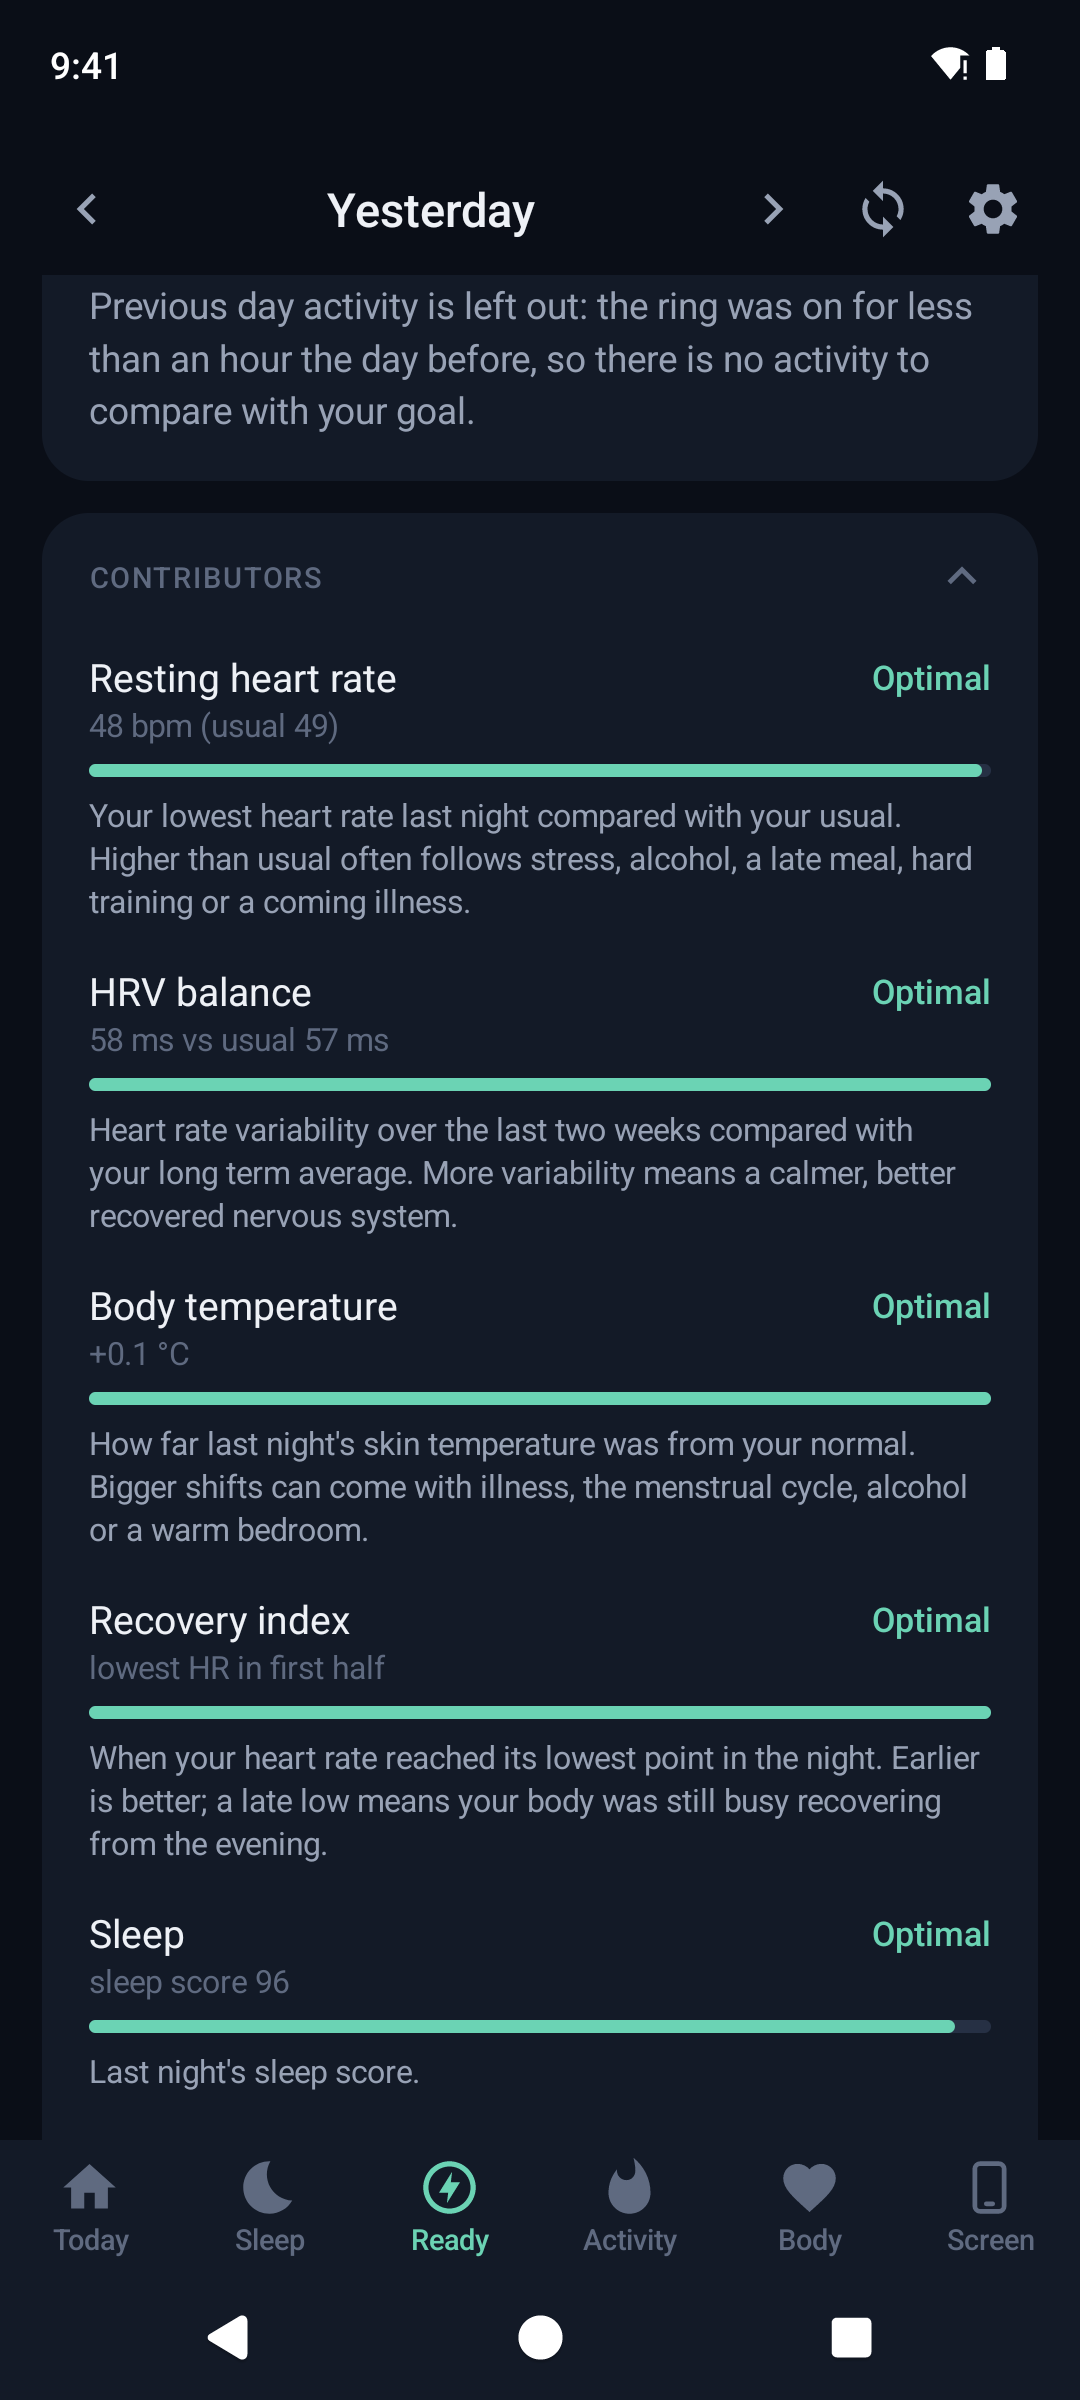 9:41
Yesterday
Previous day activity is left out: the ring was on for less
than an hour the day before, so there is no activity to
compare with your goal.
CONTRIBUTORS
Resting heart rate
Optimal
48 bpm (usual 49)
Your lowest heart rate last night compared with your usual.
Higher than usual often follows stress, alcohol, a late meal, hard
training or a coming illness.
HRV balance
Optimal
58 ms vs usual 57 ms
Heart rate variability over the last two weeks compared with
your long term average. More variability means a calmer, better
recovered nervous system.
Body temperature
Optimal
+0.1 °C
How far last night's skin temperature was from your normal.
Bigger shifts can come with illness, the menstrual cycle, alcohol
or a warm bedroom.
Recovery index
Optimal
lowest HR in first half
When your heart rate reached its lowest point in the night. Earlier
is better; a late low means your body was still busy recovering
from the evening.
Sleep
Optimal
sleep score 96
Last night's sleep score.
Today
Sleep
Ready
Activity
Body
Screen